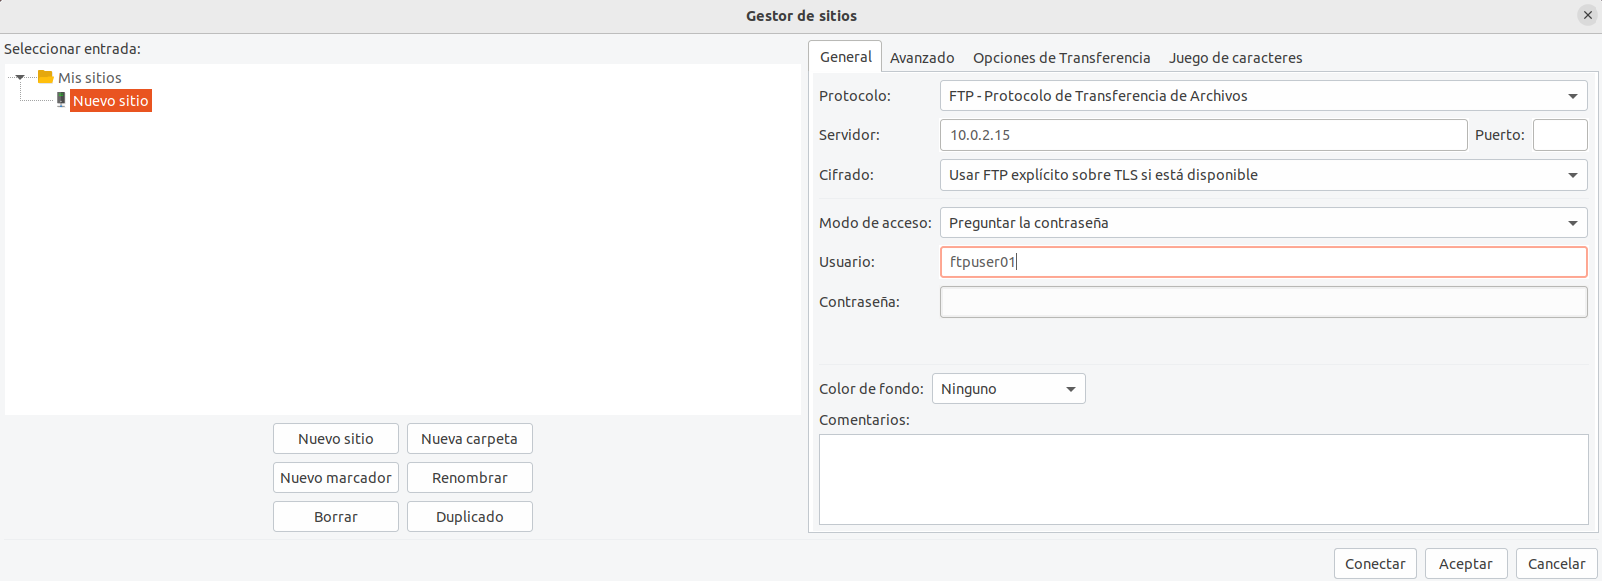 Gestor de sitios
Seleccionar entrada:
Mis sitios
Nuevo sitio
Nuevo sitio
Nueva carpeta
Nuevo marcador
Renombrar
Borrar
Duplicado
General
Avanzado
Opciones de Transferencia
Juego de caracteres
Protocolo:
FTP - Protocolo de Transferencia de Archivos
Servidor:
10.0.2.15
Puerto:
Cifrado:
Usar FTP explícito sobre TLS si está disponible
Modo de acceso:
Preguntar la contraseña
Usuario:
ftpuser01
Contraseña:
Color de fondo:
Ninguno
Comentarios:
Conectar
Aceptar
Cancelar